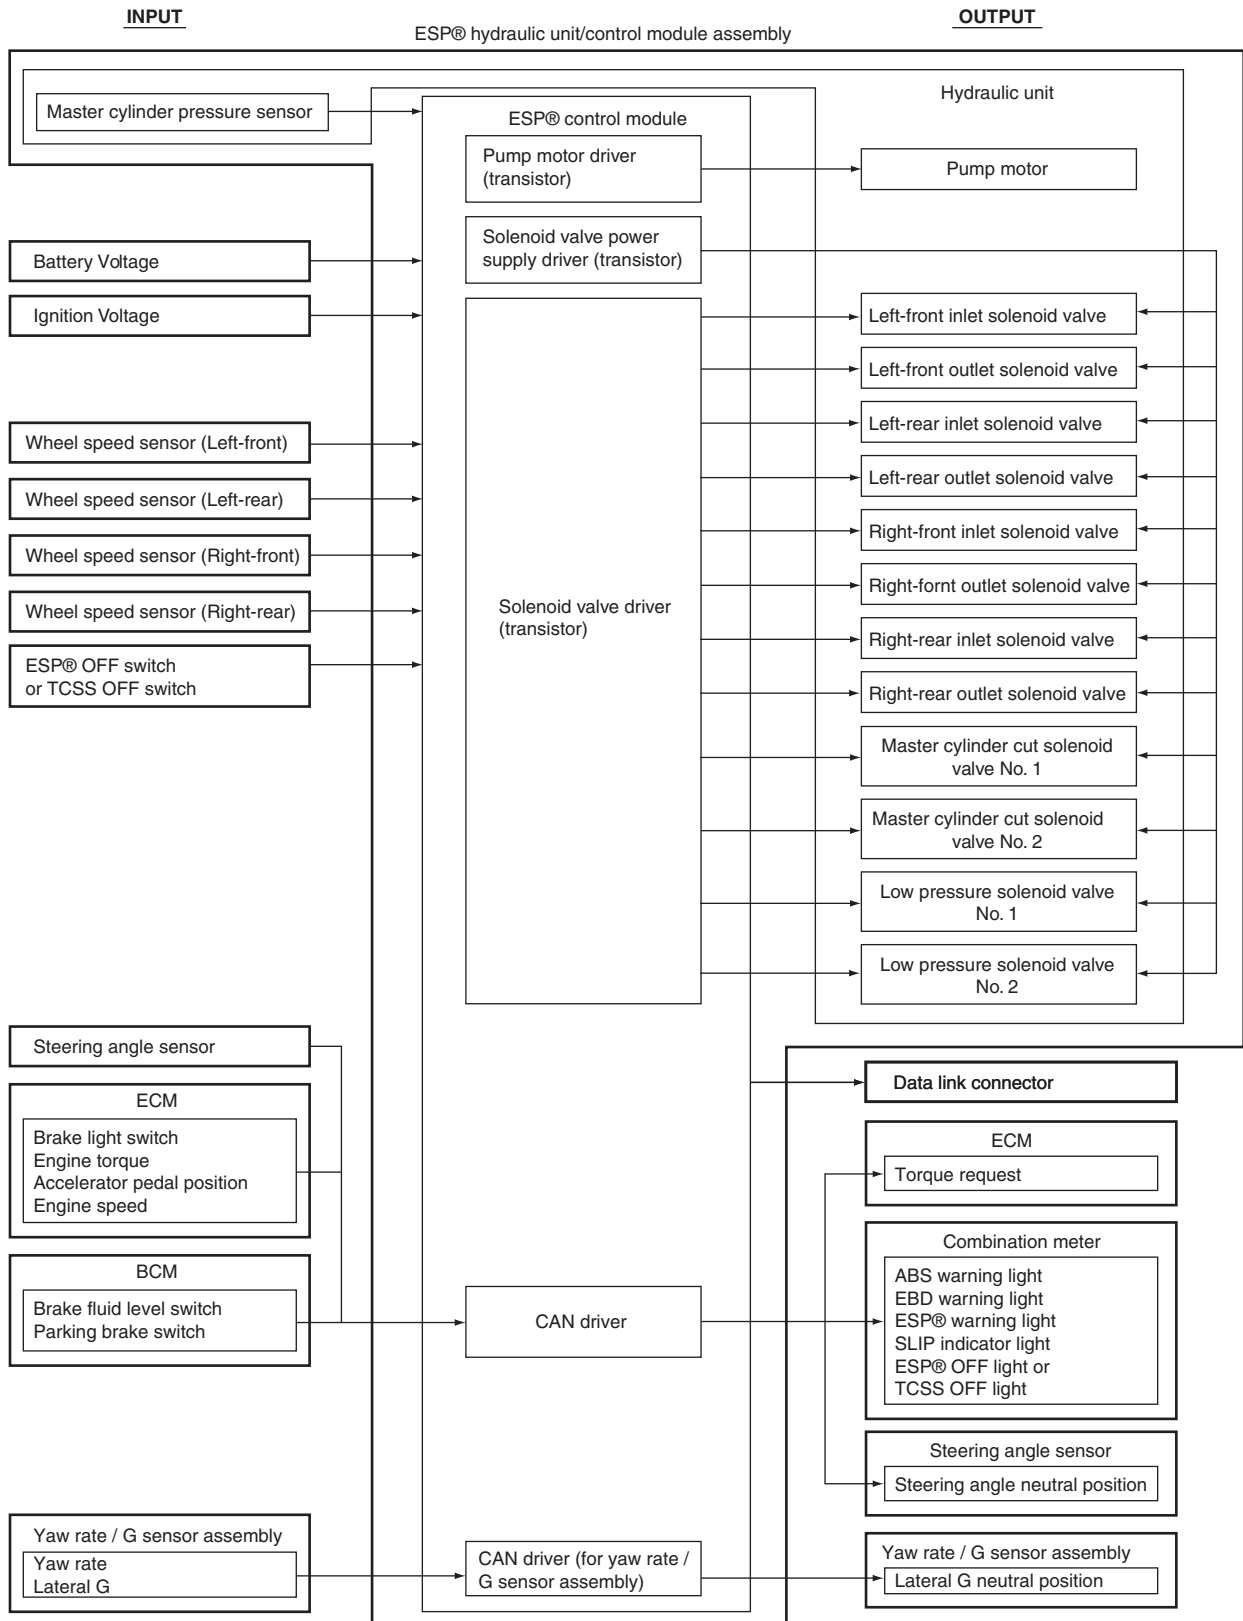 INPUT
OUTPUT
ESP® hydraulic unit/control module assembly
Hydraulic unit
Master cylinder pressure sensor
ESP® control module
Pump motor driver
(transistor)
Pump motor
Solenoid valve power
supply driver (transistor)
Battery Voltage
Ignition Voltage
Left-front inlet solenoid valve
Left-front outlet solenoid valve
Left-rear inlet solenoid valve
Left-rear outlet solenoid valve
Right-front inlet solenoid valve
Right-fornt outlet solenoid valve
Right-rear inlet solenoid valve
Right-rear outlet solenoid valve
Master cylinder cut solenoid
valve No. 1
Master cylinder cut solenoid
valve No. 2
Low pressure solenoid valve
No. 1
Low pressure solenoid valve
No. 2
Wheel speed sensor (Left-front)
Wheel speed sensor (Left-rear)
Wheel speed sensor (Right-front)
Wheel speed sensor (Right-rear)
ESP® OFF switch
or TCSS OFF switch
Solenoid valve driver
(transistor)
Steering angle sensor
ECM
Brake light switch
Engine torque
Accelerator pedal position
Engine speed
BCM
Brake fluid level switch
Parking brake switch
CAN driver
Data link connector
ECM
Torque request
Combination meter
ABS warning light
EBD warning light
ESP® warning light
SLIP indicator light
ESP® OFF light or
TCSS OFF light
Steering angle sensor
Steering angle neutral position
Yaw rate / G sensor assembly
Yaw rate
Lateral G
CAN driver (for yaw rate /
G sensor assembly)
Yaw rate / G sensor assembly
Lateral G neutral position